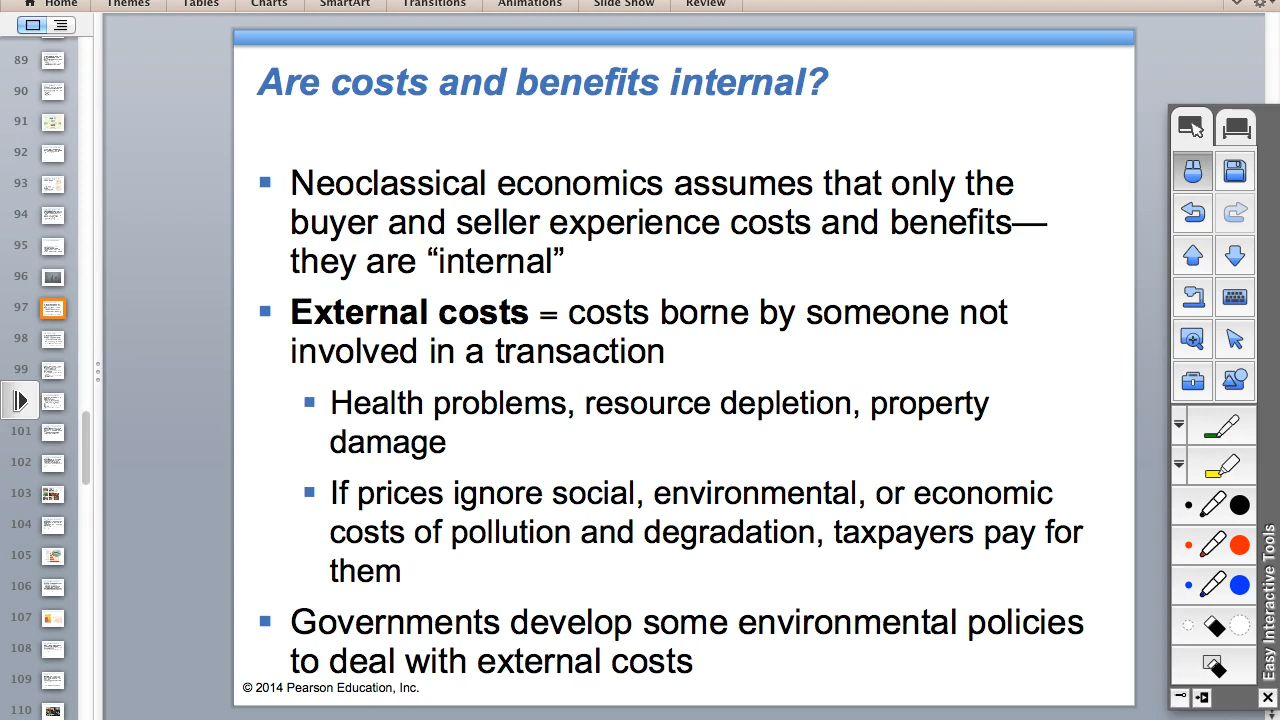 Home Themes Tables Charts SmartArt Transitions Animations Slide Show Review
89
90
91
92
93
94
95
96
97
98
99
101
102
103
104
105
106
107
108
109
110
Are costs and benefits internal?
Neoclassical economics assumes that only the
buyer and seller experience costs and benefits—
they are “internal”
External costs = costs borne by someone not
involved in a transaction
Health problems, resource depletion, property
damage
If prices ignore social, environmental, or economic
costs of pollution and degradation, taxpayers pay for
them
Governments develop some environmental policies
to deal with external costs
© 2014 Pearson Education, Inc.
Easy Interactive Tools